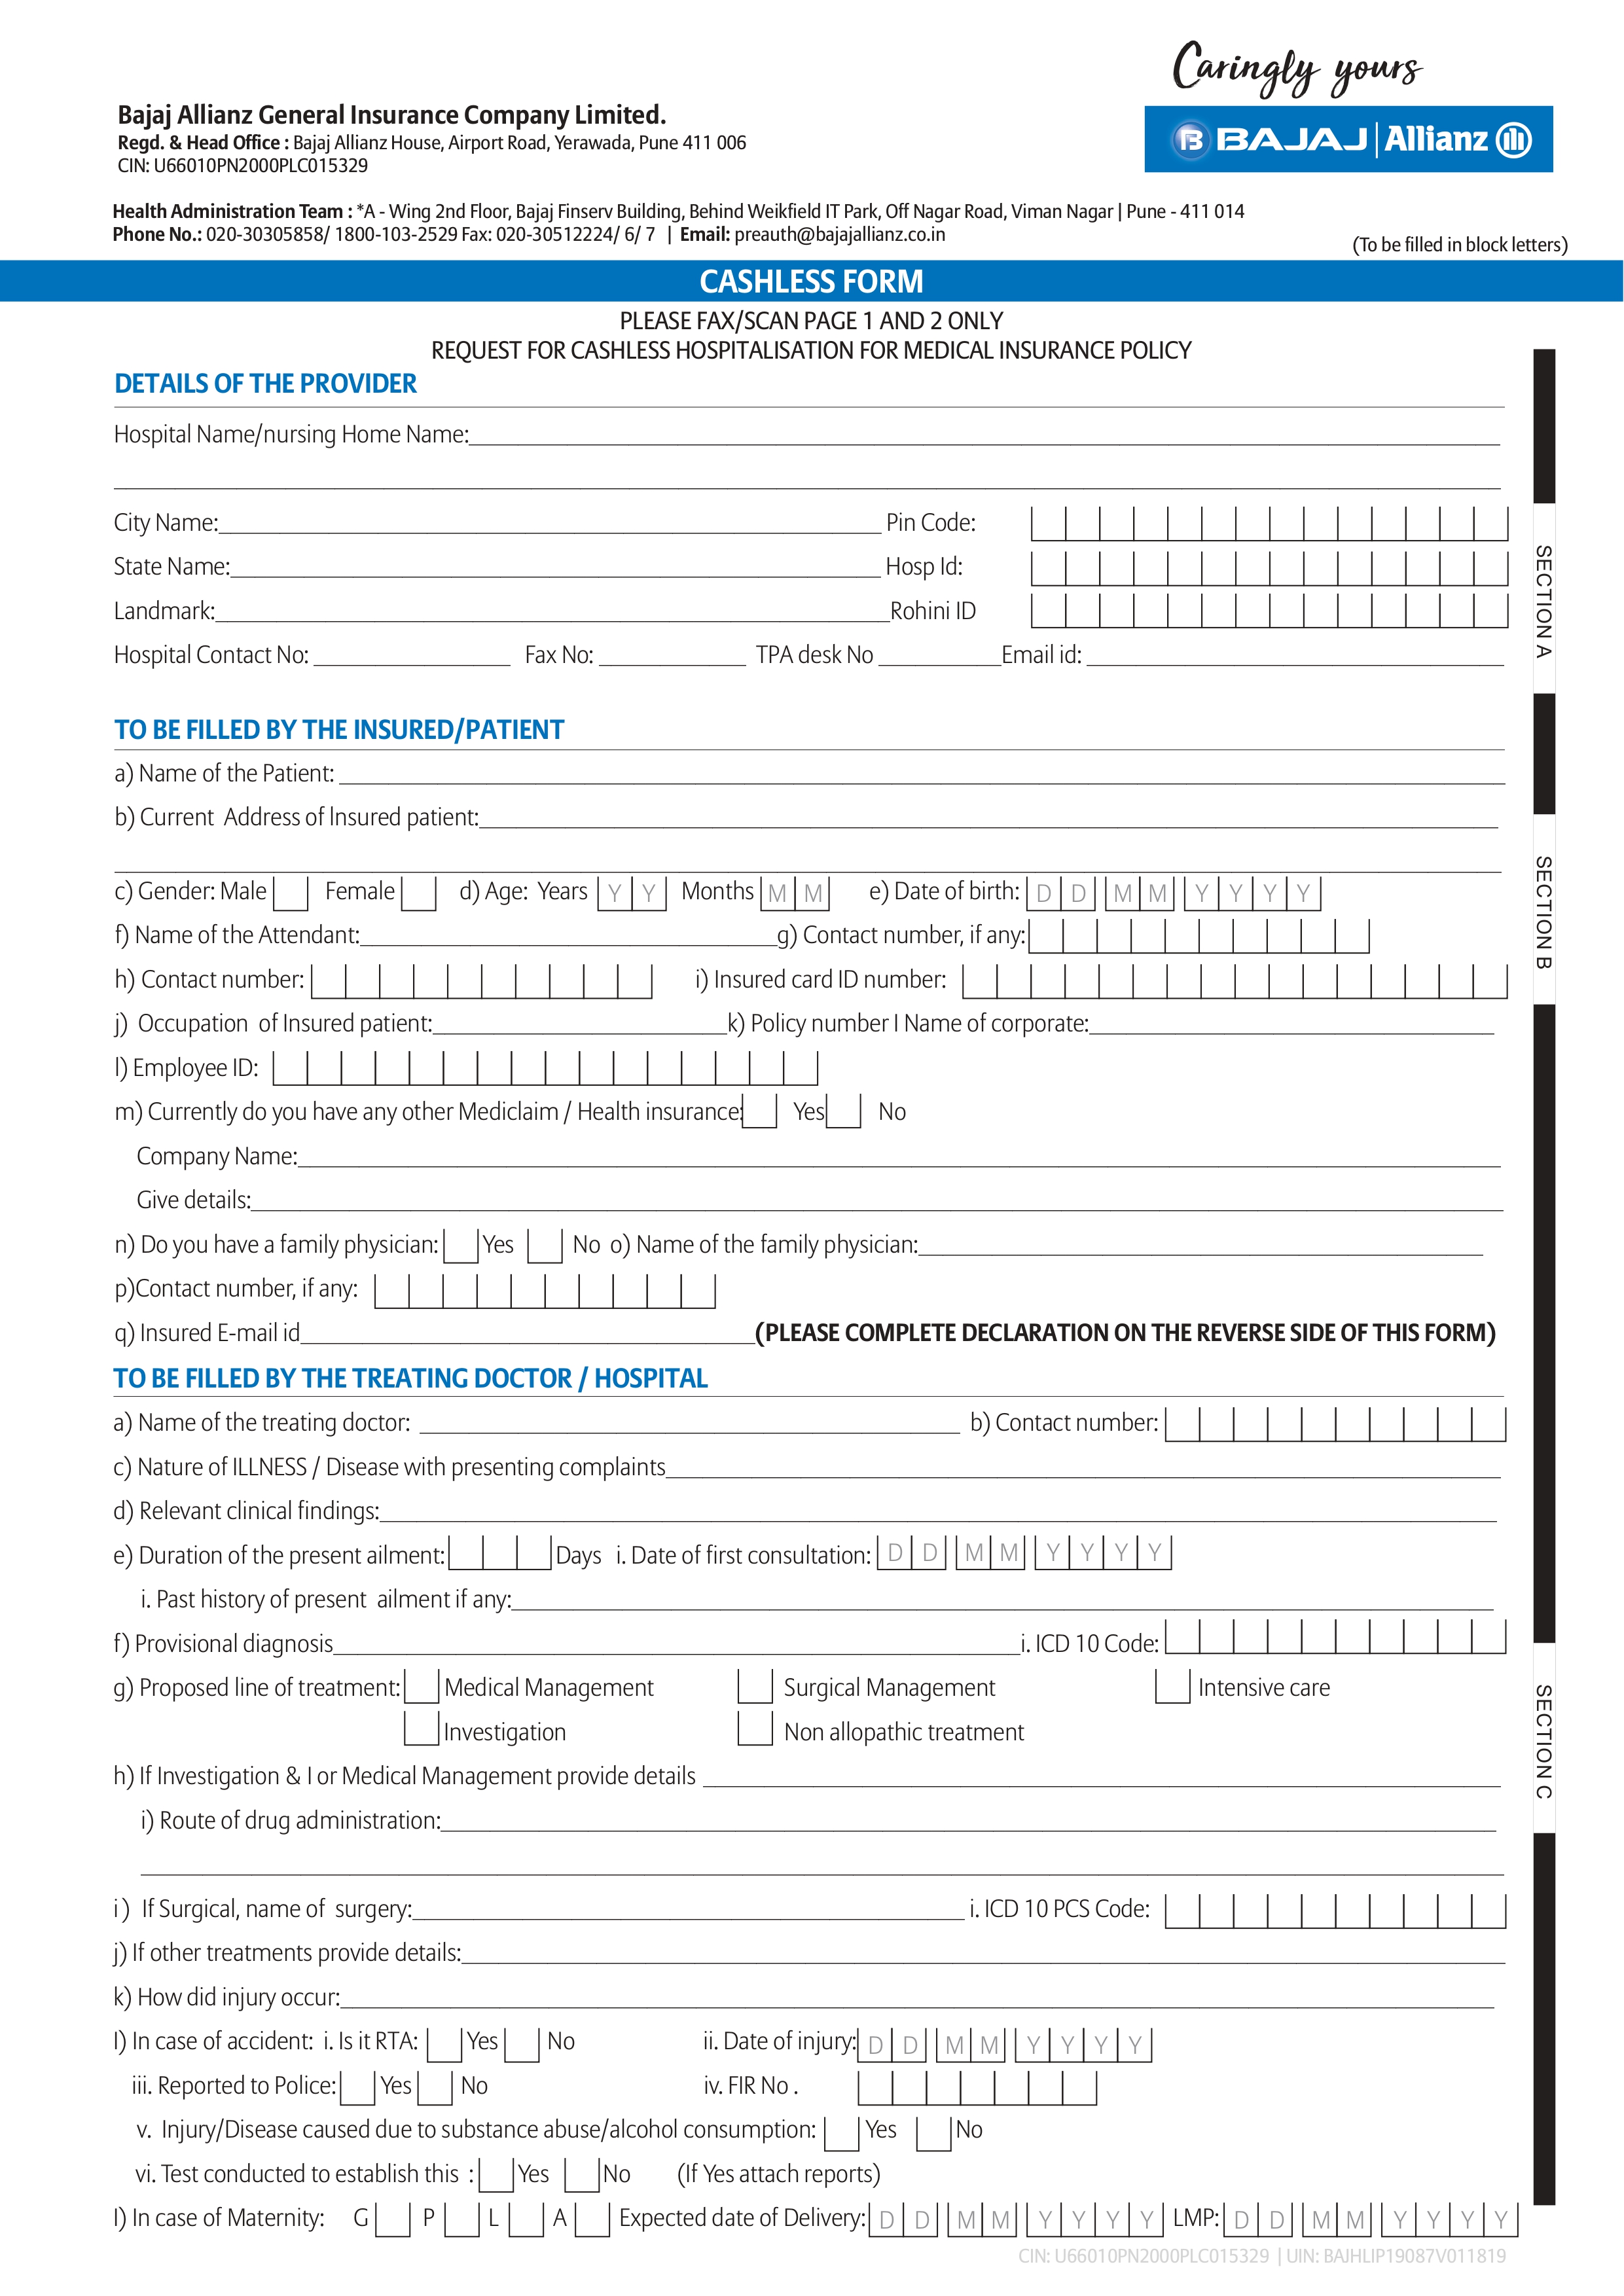 Caringly yours
BAJAJ | Allianz
Bajaj Allianz General Insurance Company Limited.
Regd. & Head Office : Bajaj Allianz House, Airport Road, Yerawada, Pune 411 006
CIN: U66010PN2000PLC015329
Health Administration Team : *A - Wing 2nd Floor, Bajaj Finserv Building, Behind Weikfield IT Park, Off Nagar Road, Viman Nagar | Pune - 411 014
Phone No.: 020-30305858/ 1800-103-2529 Fax: 020-30512224/ 6/ 7 | Email: preauth@bajajallianz.co.in
(To be filled in block letters)
CASHLESS FORM
PLEASE FAX/SCAN PAGE 1 AND 2 ONLY
REQUEST FOR CASHLESS HOSPITALISATION FOR MEDICAL INSURANCE POLICY
DETAILS OF THE PROVIDER
Hospital Name/nursing Home Name:
City Name: Pin Code:
State Name: Hosp Id:
Landmark: Rohini ID
Hospital Contact No: Fax No: TPA desk No Email id:
SECTION A
TO BE FILLED BY THE INSURED/PATIENT
a) Name of the Patient:
b) Current Address of Insured patient:
c) Gender: Male Female d) Age: Years Y Y Months M M e) Date of birth: D D M M Y Y Y Y
f) Name of the Attendant: g) Contact number, if any:
h) Contact number: i) Insured card ID number:
j) Occupation of Insured patient: k) Policy number I Name of corporate:
l) Employee ID:
m) Currently do you have any other Mediclaim / Health insurance: Yes No
Company Name:
Give details:
n) Do you have a family physician: Yes No o) Name of the family physician:
p)Contact number, if any:
q) Insured E-mail id (PLEASE COMPLETE DECLARATION ON THE REVERSE SIDE OF THIS FORM)
SECTION B
TO BE FILLED BY THE TREATING DOCTOR / HOSPITAL
a) Name of the treating doctor: b) Contact number:
c) Nature of ILLNESS / Disease with presenting complaints
d) Relevant clinical findings:
e) Duration of the present ailment: Days i. Date of first consultation: D D M M Y Y Y Y
i. Past history of present ailment if any:
f) Provisional diagnosis i. ICD 10 Code:
g) Proposed line of treatment: Medical Management Surgical Management Intensive care
Investigation Non allopathic treatment
h) If Investigation & I or Medical Management provide details
i) Route of drug administration:
i ) If Surgical, name of surgery: i. ICD 10 PCS Code:
j) If other treatments provide details:
k) How did injury occur:
l) In case of accident: i. Is it RTA: Yes No ii. Date of injury: D D M M Y Y Y Y
iii. Reported to Police: Yes No iv. FIR No .
v. Injury/Disease caused due to substance abuse/alcohol consumption: Yes No
vi. Test conducted to establish this : Yes No (If Yes attach reports)
l) In case of Maternity: G P L A Expected date of Delivery: D D M M Y Y Y Y LMP: D D M M Y Y Y Y
SECTION C
CIN: U66010PN2000PLC015329 | UIN: BAJHLIP19087V011819